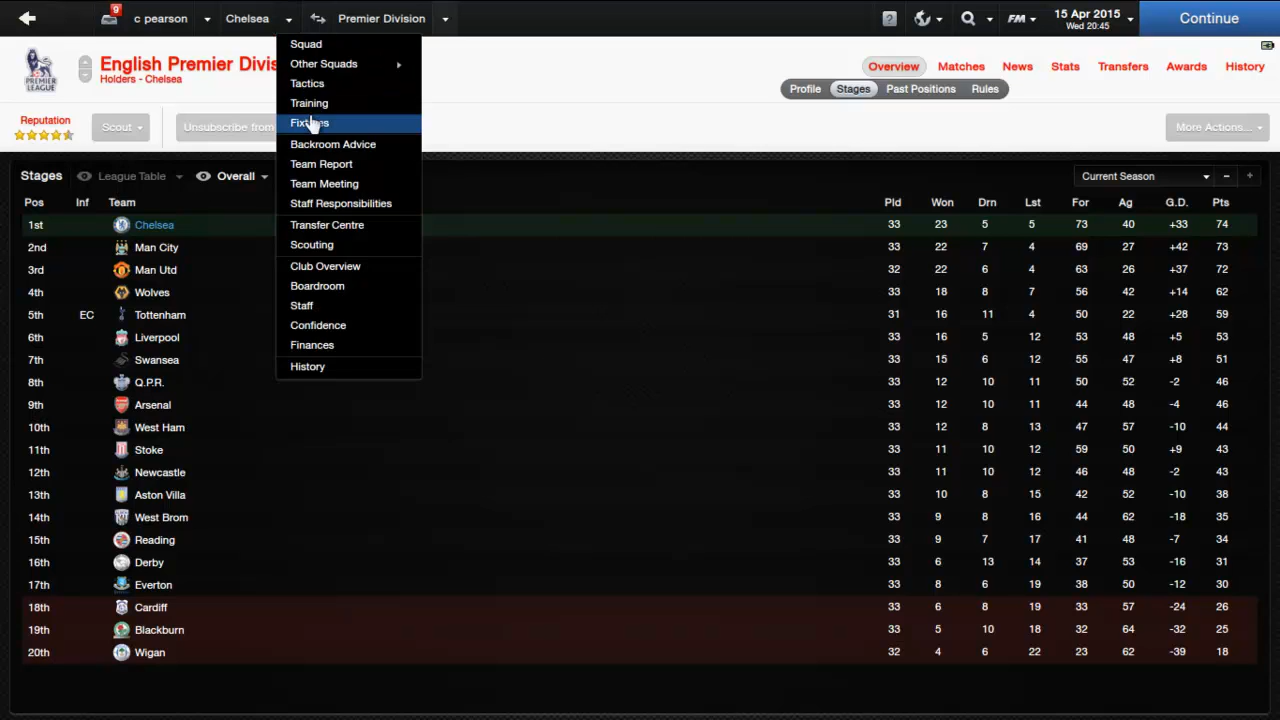 9 c pearson Chelsea Premier Division ? FM 15 Apr 2015 Wed 20:45 Continue
PREMIER LEAGUE
English Premier Divis
Holders - Chelsea
Overview Matches News Stats Transfers Awards History
Profile Stages Past Positions Rules
Reputation Scout Unsubscribe from More Actions...
Squad
Other Squads
Tactics
Training
Fixtures
Backroom Advice
Team Report
Team Meeting
Staff Responsibilities
Transfer Centre
Scouting
Club Overview
Boardroom
Staff
Confidence
Finances
History
Stages League Table Overall Current Season - +
Pos Inf Team Pld Won Drn Lst For Ag G.D. Pts
1st Chelsea 33 23 5 5 73 40 +33 74
2nd Man City 33 22 7 4 69 27 +42 73
3rd Man Utd 32 22 6 4 63 26 +37 72
4th Wolves 33 18 8 7 56 42 +14 62
5th EC Tottenham 31 16 11 4 50 22 +28 59
6th Liverpool 33 16 5 12 53 48 +5 53
7th Swansea 33 15 6 12 55 47 +8 51
8th Q.P.R. 33 12 10 11 50 52 -2 46
9th Arsenal 33 12 10 11 44 48 -4 46
10th West Ham 33 12 8 13 47 57 -10 44
11th Stoke 33 11 10 12 59 50 +9 43
12th Newcastle 33 11 10 12 46 48 -2 43
13th Aston Villa 33 10 8 15 42 52 -10 38
14th West Brom 33 9 8 16 44 62 -18 35
15th Reading 33 9 7 17 41 48 -7 34
16th Derby 33 6 13 14 37 53 -16 31
17th Everton 33 8 6 19 38 50 -12 30
18th Cardiff 33 6 8 19 33 57 -24 26
19th Blackburn 33 5 10 18 32 64 -32 25
20th Wigan 32 4 6 22 23 62 -39 18